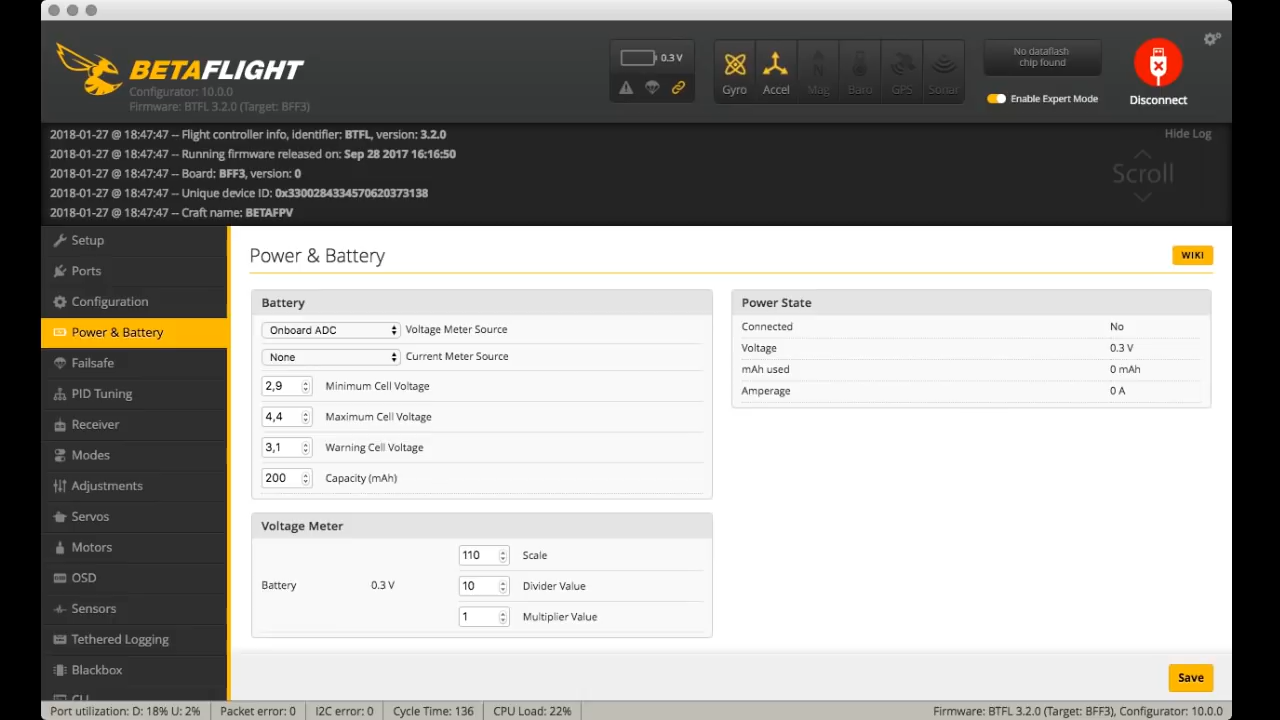 BETAFLIGHT
Configurator: 10.0.0
Firmware: BTFL 3.2.0 (Target: BFF3)
0.3 V
Gyro
Accel
Mag
Baro
GPS
Sonar
No dataflash
chip found
Enable Expert Mode
Disconnect
2018-01-27 @ 18:47:47 -- Flight controller info, identifier: BTFL, version: 3.2.0
2018-01-27 @ 18:47:47 -- Running firmware released on: Sep 28 2017 16:16:50
2018-01-27 @ 18:47:47 -- Board: BFF3, version: 0
2018-01-27 @ 18:47:47 -- Unique device ID: 0x3300284334570620373138
2018-01-27 @ 18:47:47 -- Craft name: BETAFPV
Hide Log
Scroll
Setup
Ports
Configuration
Power & Battery
Failsafe
PID Tuning
Receiver
Modes
Adjustments
Servos
Motors
OSD
Sensors
Tethered Logging
Blackbox
CLI
Power & Battery
WIKI
Battery
Onboard ADC Voltage Meter Source
None Current Meter Source
2,9 Minimum Cell Voltage
4,4 Maximum Cell Voltage
3,1 Warning Cell Voltage
200 Capacity (mAh)
Voltage Meter
Battery 0.3 V
110 Scale
10 Divider Value
1 Multiplier Value
Power State
Connected No
Voltage 0.3 V
mAh used 0 mAh
Amperage 0 A
Save
Port utilization: D: 18% U: 2% Packet error: 0 I2C error: 0 Cycle Time: 136 CPU Load: 22% Firmware: BTFL 3.2.0 (Target: BFF3), Configurator: 10.0.0